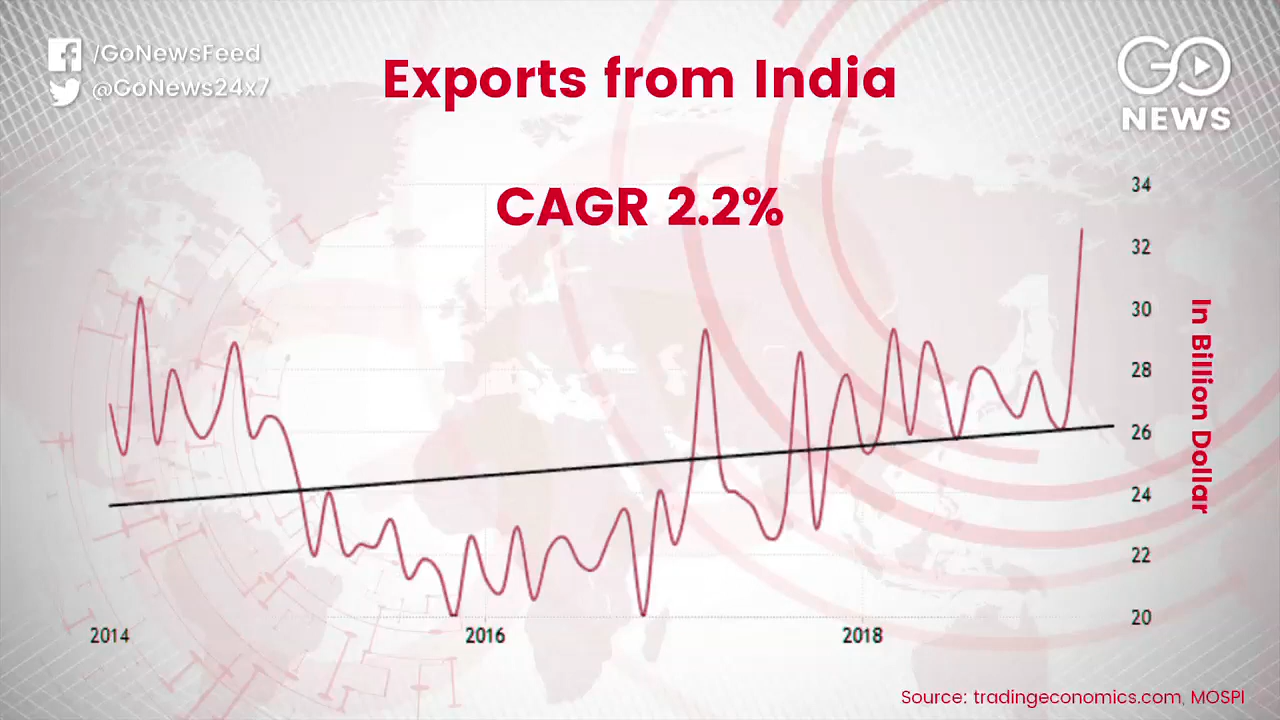 /GoNewsFeed
@GoNews24x7
Exports from India
GO
NEWS
CAGR 2.2%
34
32
30
28
26
24
22
20
In Billion Dollar
2014
2016
2018
Source: tradingeconomics.com, MOSPI